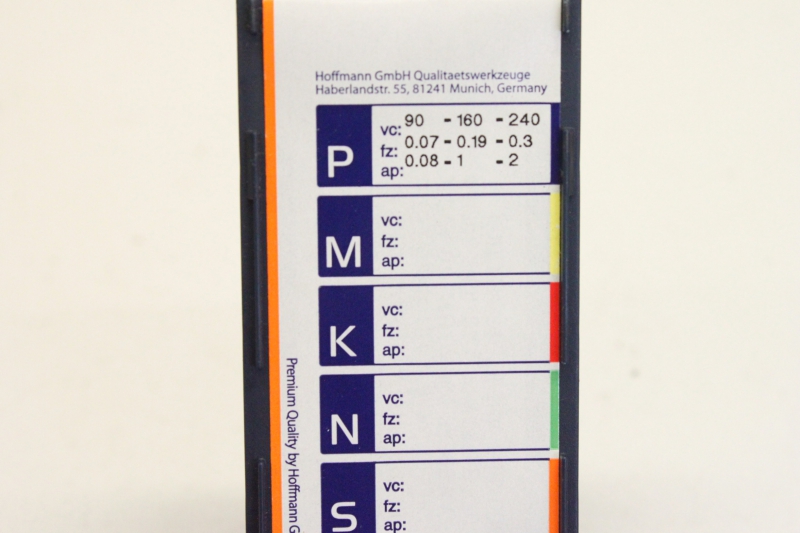 Hoffmann GmbH Qualitaetswerkzeuge
Haberlandstr. 55, 81241 Munich, Germany
P
vc: 90 - 160 - 240
fz: 0.07 - 0.19 - 0.3
ap: 0.08 - 1 - 2
M
vc:
fz:
ap:
K
vc:
fz:
ap:
N
vc:
fz:
ap:
S
vc:
fz:
ap:
Premium Quality by Hoffmann G